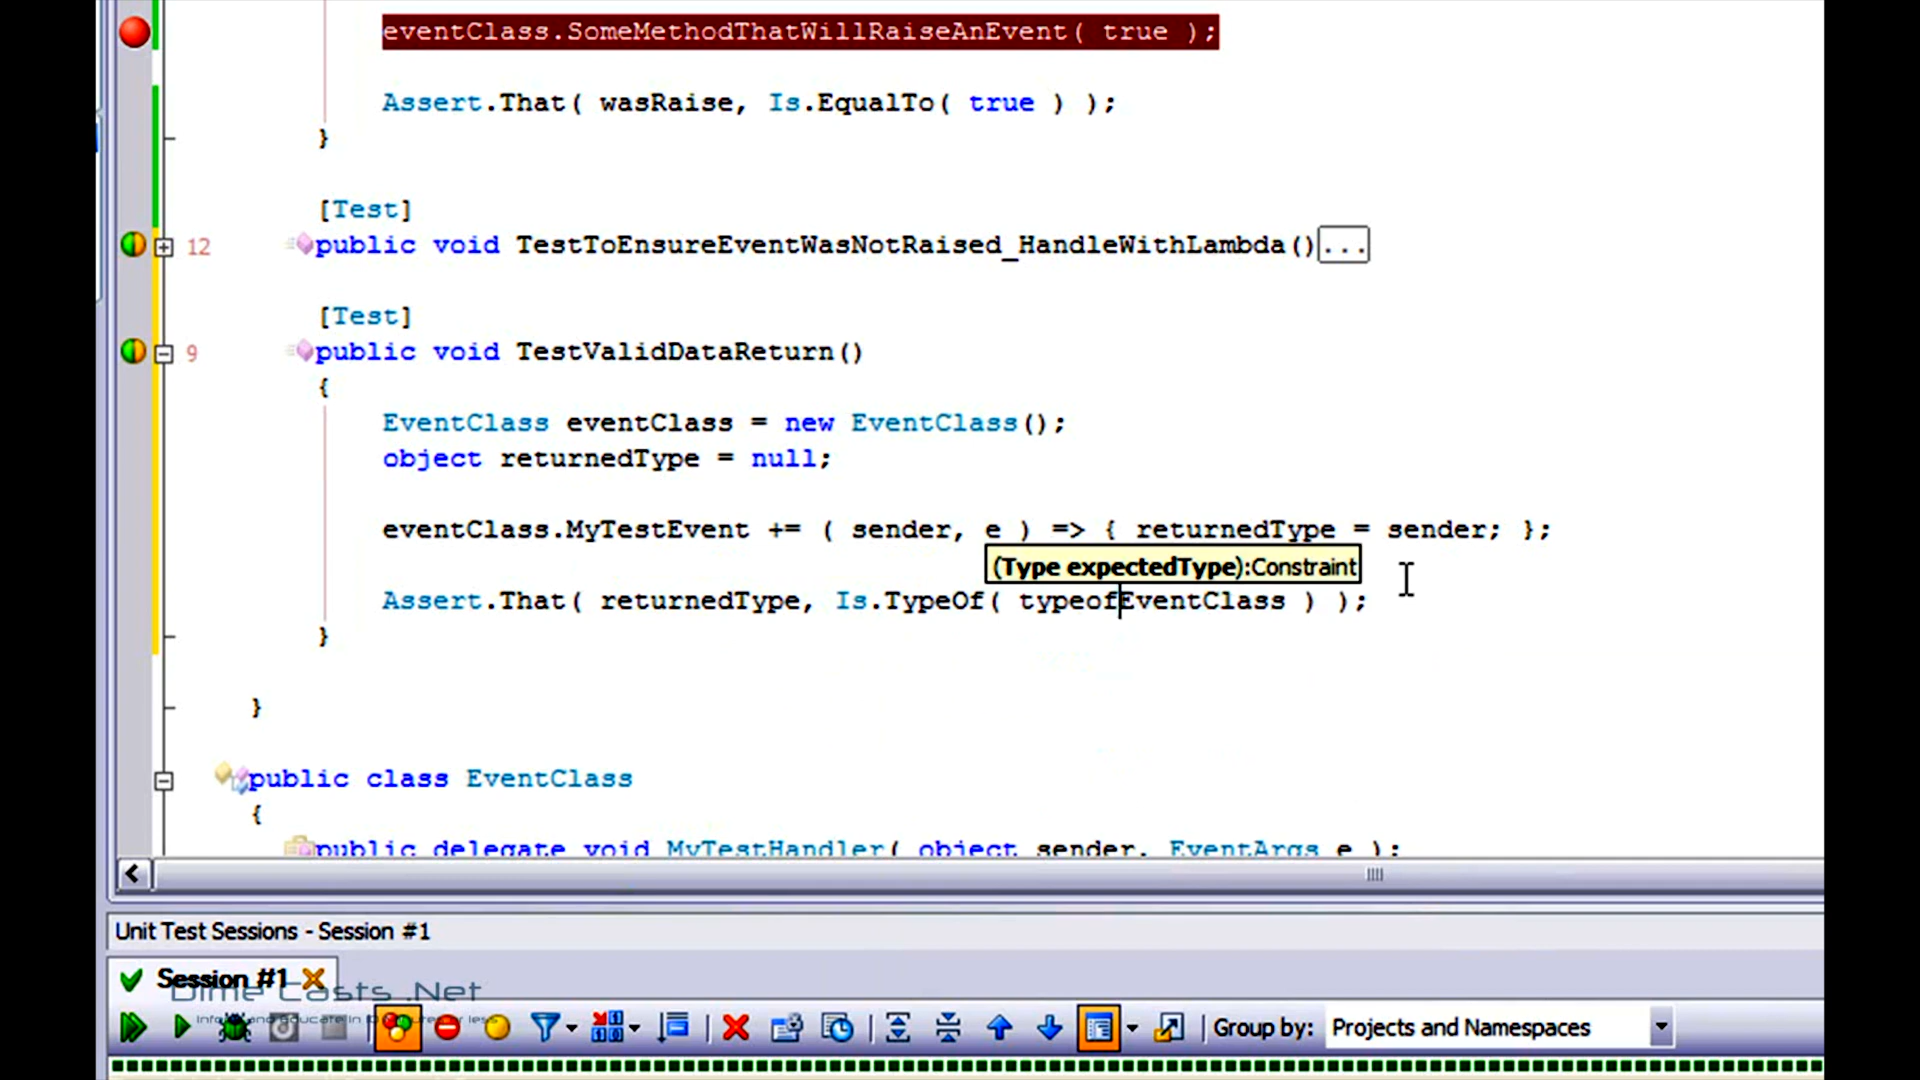 eventClass.SomeMethodThatWillRaiseAnEvent( true );
Assert.That( wasRaise, Is.EqualTo( true ) );
}
[Test]
12 public void TestToEnsureEventWasNotRaised_HandleWithLambda()...
[Test]
9 public void TestValidDataReturn()
{
EventClass eventClass = new EventClass();
object returnedType = null;
eventClass.MyTestEvent += ( sender, e ) => { returnedType = sender; };
(Type expectedType):Constraint
Assert.That( returnedType, Is.TypeOf( typeofEventClass ) );
}
}
public class EventClass
{
public delegate void MyTestHandler( object sender, EventArgs e );
Unit Test Sessions - Session #1
Session #1
Dime Casts .Net
Group by: Projects and Namespaces